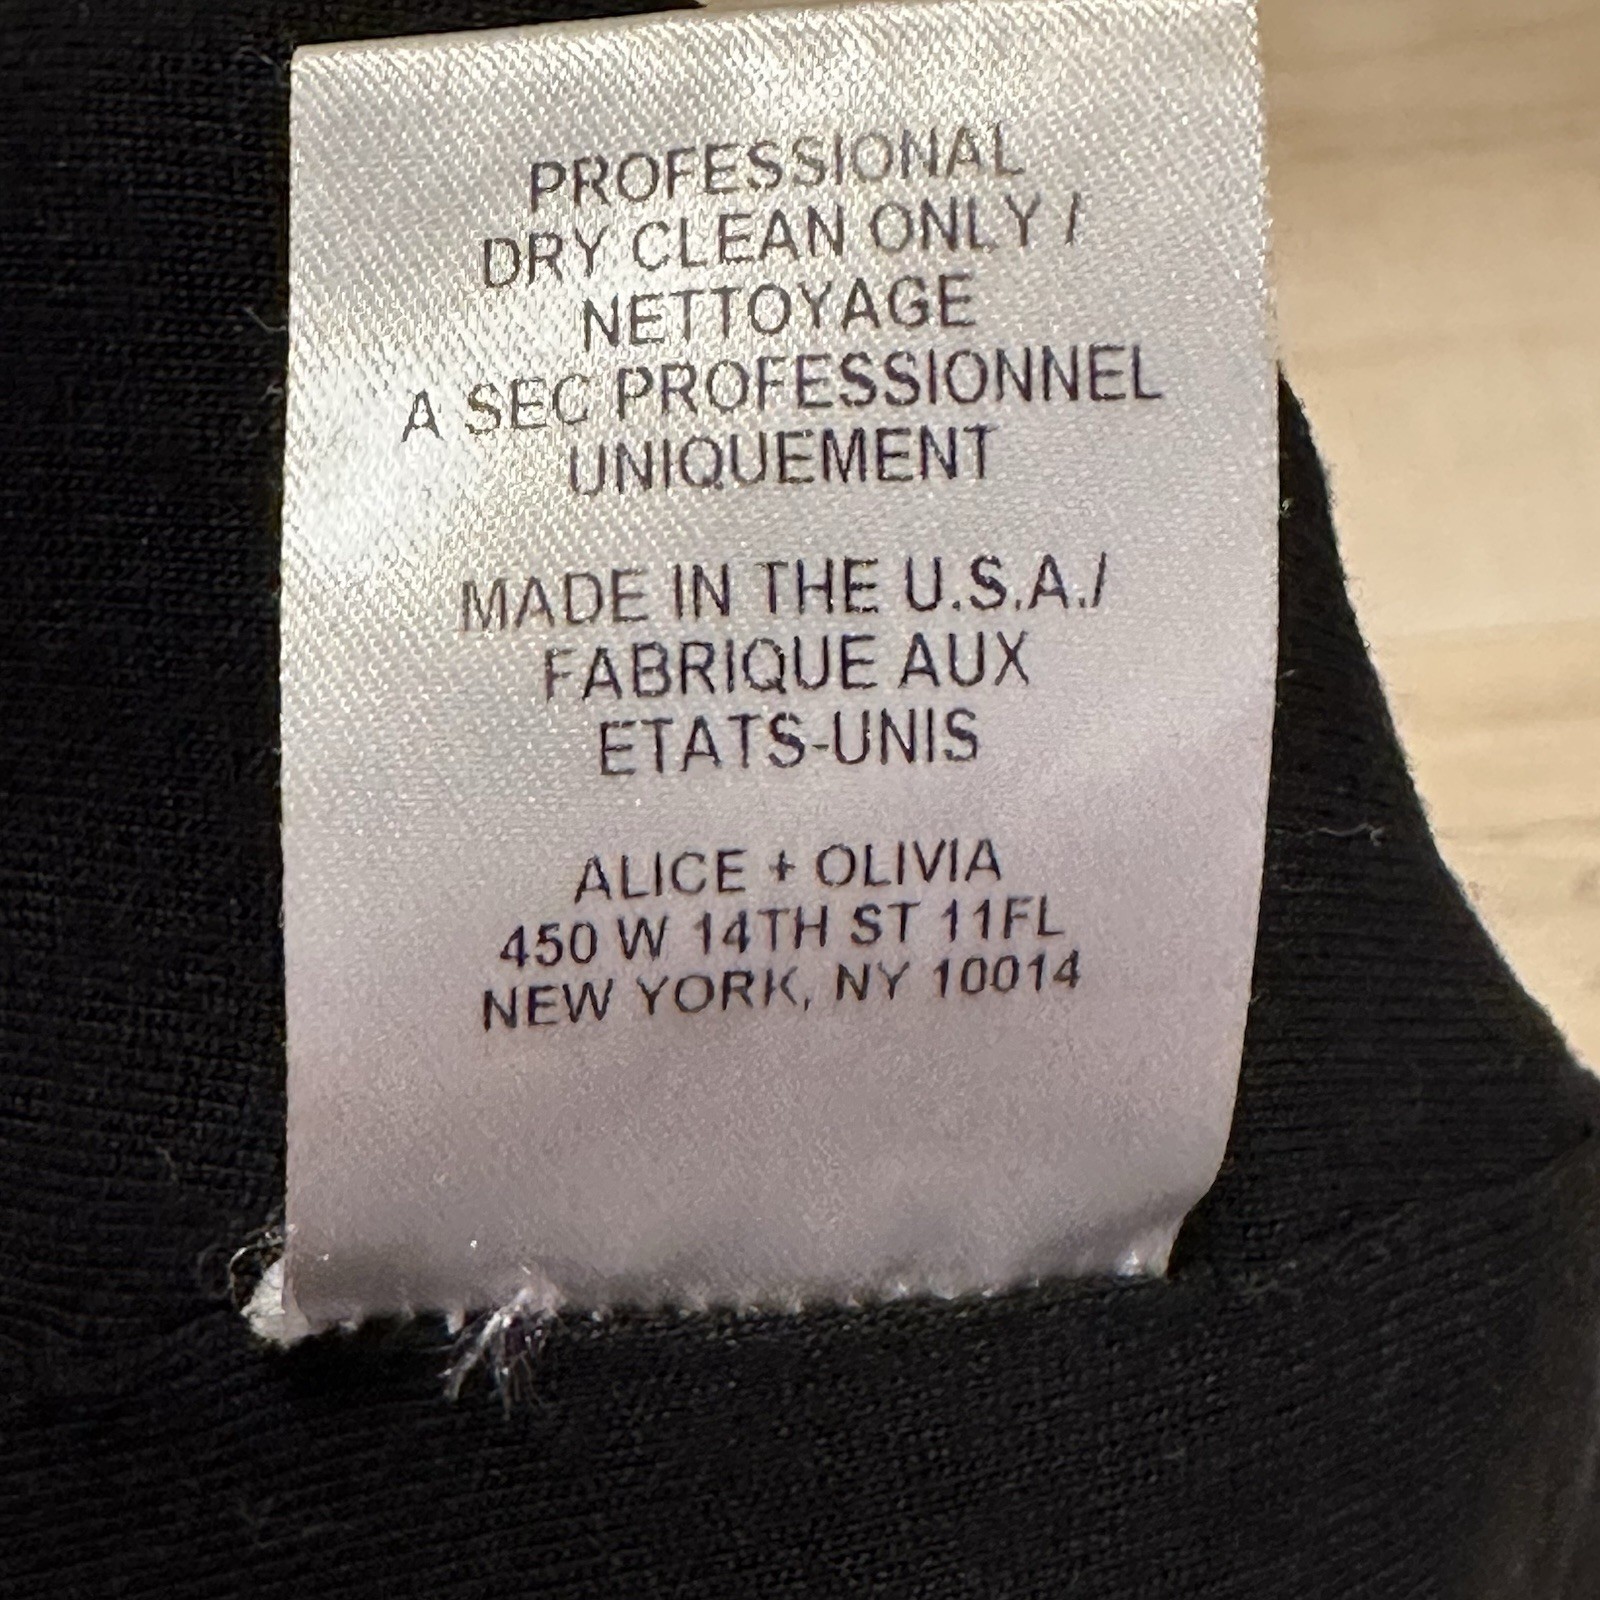 PROFESSIONAL
DRY CLEAN ONLY /
NETTOYAGE
A SEC PROFESSIONNEL
UNIQUEMENT
MADE IN THE U.S.A./
FABRIQUE AUX
ETATS-UNIS
ALICE + OLIVIA
450 W 14TH ST 11FL
NEW YORK, NY 10014